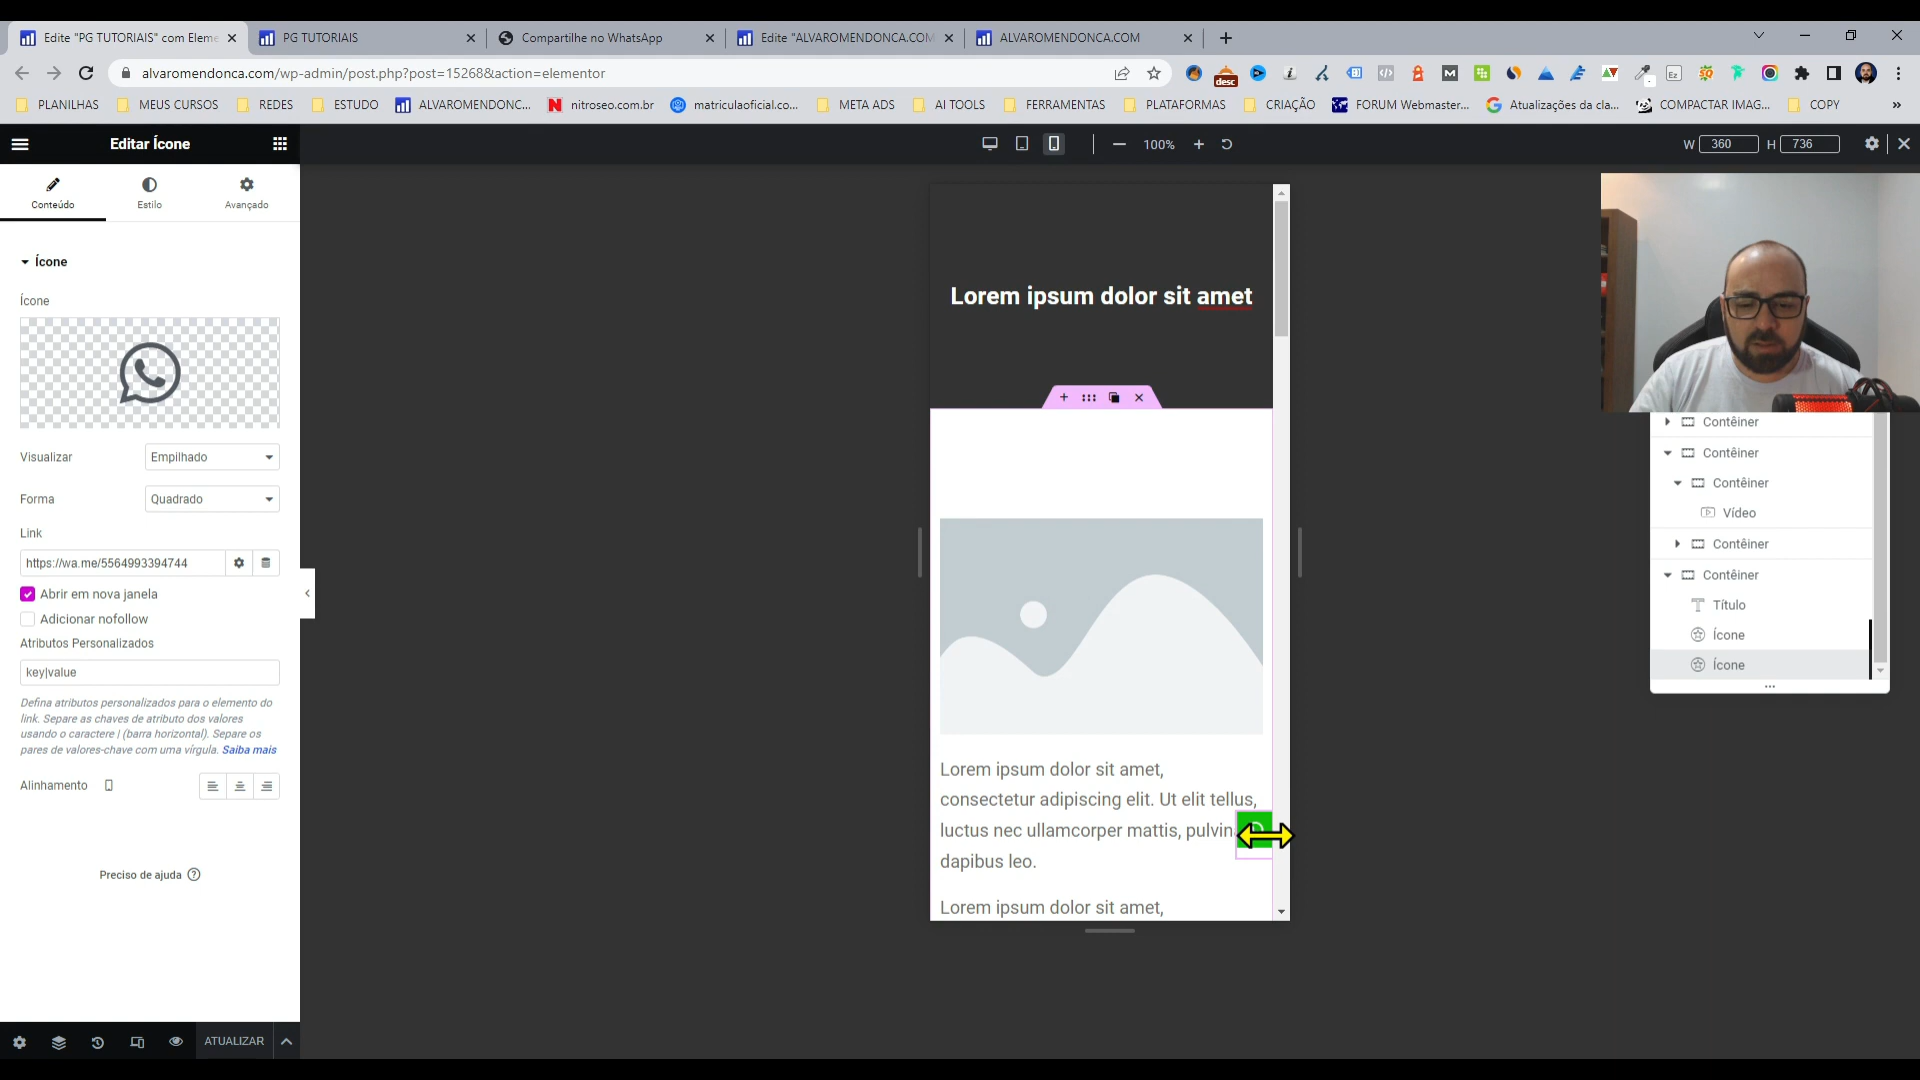 Edite "PG TUTORIAIS" com Eleme
PG TUTORIAIS
Compartilhe no WhatsApp
Edite "ALVAROMENDONCA.COM
ALVAROMENDONCA.COM
alvaromendonca.com/wp-admin/post.php?post=15268&action=elementor
desc
M
Ez
PLANILHAS
MEUS CURSOS
REDES
ESTUDO
ALVAROMENDONC...
nitroseo.com.br
matriculaoficial.co...
META ADS
AI TOOLS
FERRAMENTAS
PLATAFORMAS
CRIAÇÃO
FORUM Webmaster...
Atualizações da cla...
COMPACTAR IMAG...
COPY
Editar Ícone
100%
W 360 H 736
Conteúdo
Estilo
Avançado
Ícone
Ícone
Visualizar Empilhado
Forma Quadrado
Link
https://wa.me/5564993394744
Abrir em nova janela
Adicionar nofollow
Atributos Personalizados
key|value
Defina atributos personalizados para o elemento do
link. Separe as chaves de atributo dos valores
usando o caractere | (barra horizontal). Separe os
pares de valores-chave com uma vírgula. Saiba mais
Alinhamento
Preciso de ajuda
ATUALIZAR
Lorem ipsum dolor sit amet
Lorem ipsum dolor sit amet,
consectetur adipiscing elit. Ut elit tellus,
luctus nec ullamcorper mattis, pulvin
dapibus leo.
Lorem ipsum dolor sit amet,
Contêiner
Contêiner
Contêiner
Vídeo
Contêiner
Contêiner
Título
Ícone
Ícone